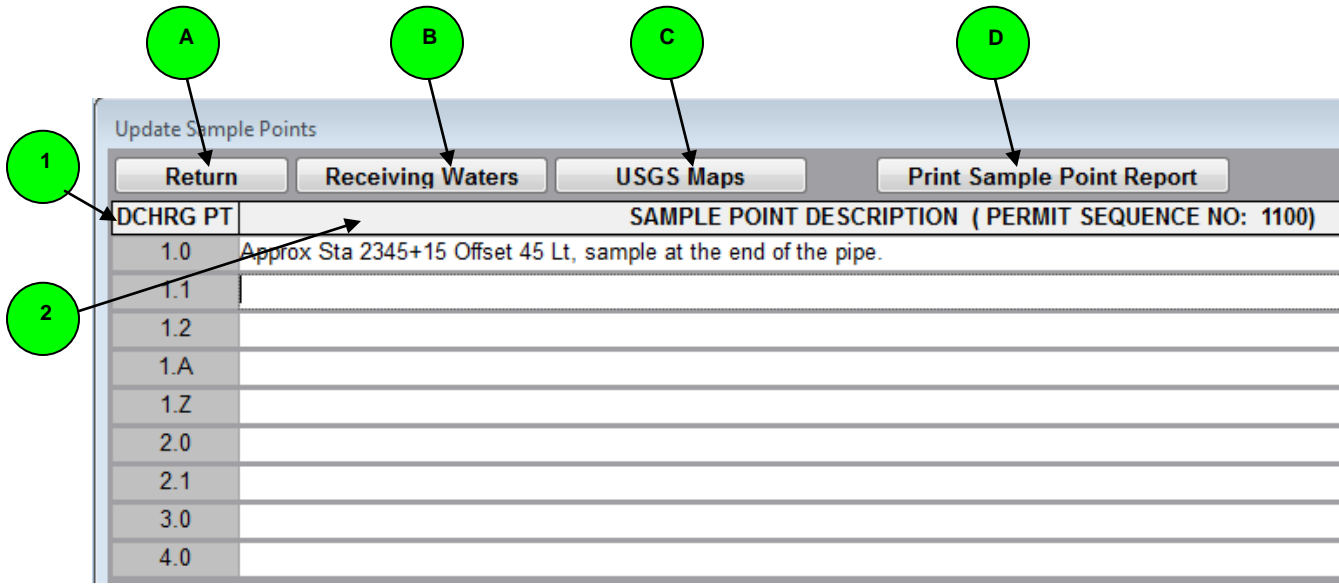 A B C D
Update Sample Points
1
Return Receiving Waters USGS Maps Print Sample Point Report
DCHRG PT SAMPLE POINT DESCRIPTION ( PERMIT SEQUENCE NO: 1100)
1.0 Approx Sta 2345+15 Offset 45 Lt, sample at the end of the pipe.
1.1
2
1.2
1.A
1.Z
2.0
2.1
3.0
4.0